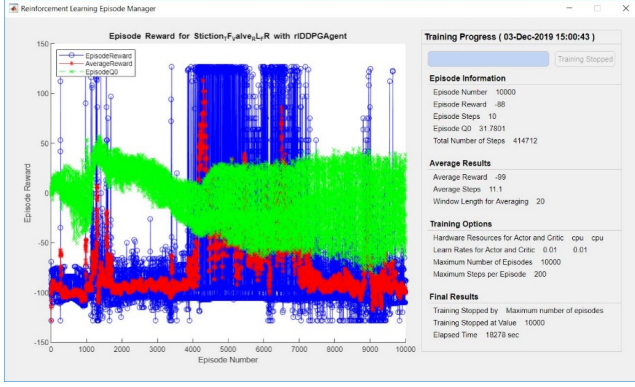 Reinforcement Learning Episode Manager
Episode Reward for Stiction_TF_Valve_RL_FR with rlDDPGAgent
EpisodeReward
AverageReward
EpisodeQ0
150
100
50
0
-50
-100
-150
0 1000 2000 3000 4000 5000 6000 7000 8000 9000 10000
Episode Reward
Episode Number
Training Progress ( 03-Dec-2019 15:00:43 )
Training Stopped
Episode Information
Episode Number 10000
Episode Reward -88
Episode Steps 10
Episode Q0 31.7801
Total Number of Steps 414712
Average Results
Average Reward -99
Average Steps 11.1
Window Length for Averaging 20
Training Options
Hardware Resources for Actor and Critic cpu cpu
Learn Rates for Actor and Critic 0.01 0.01
Maximum Number of Episodes 10000
Maximum Steps per Episode 200
Final Results
Training Stopped by Maximum number of episodes
Training Stopped at Value 10000
Elapsed Time 18278 sec